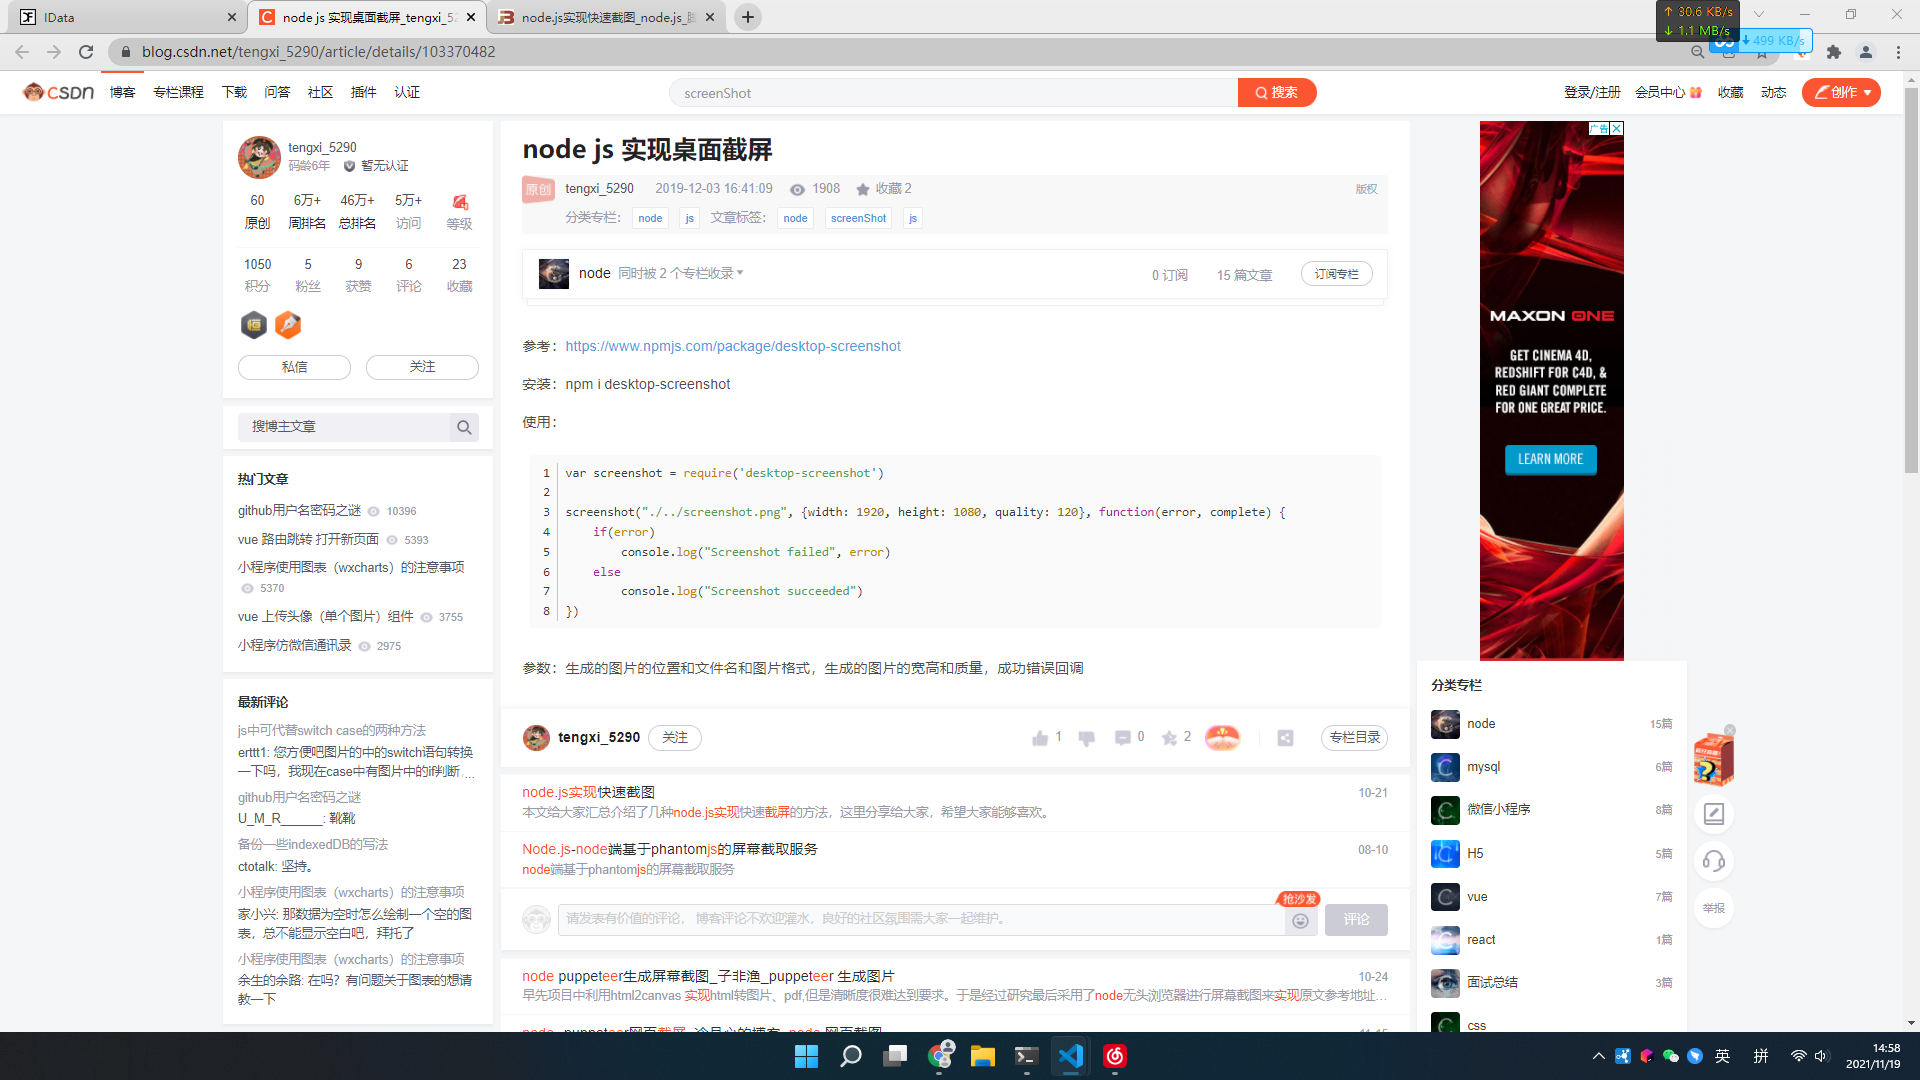 IData
node js 实现桌面截屏_tengxi_52
node.js实现快速截图_node.js_脚
↑ 30.6 KB/s
↓ 1.1 MB/s
499 KB/s
blog.csdn.net/tengxi_5290/article/details/103370482
CSDN 博客 专栏课程 下载 问答 社区 插件 认证
screenShot 搜索
登录/注册 会员中心 收藏 动态 创作
tengxi_5290
码龄6年 暂无认证
60 6万+ 46万+ 5万+
原创 周排名 总排名 访问 等级
1050 5 9 6 23
积分 粉丝 获赞 评论 收藏
私信 关注
搜博主文章
热门文章
github用户名密码之谜 10396
vue 路由跳转 打开新页面 5393
小程序使用图表（wxcharts）的注意事项
5370
vue 上传头像（单个图片）组件 3755
小程序仿微信通讯录 2975
最新评论
js中可代替switch case的两种方法
erttt1: 您方便吧图片的中的switch语句转换
一下吗，我现在case中有图片中的if判断，...
github用户名密码之谜
U_M_R______: 靴靴
备份一些indexedDB的写法
ctotalk: 坚持。
小程序使用图表（wxcharts）的注意事项
家小兴: 那数据为空时怎么绘制一个空的图
表，总不能显示空白吧，拜托了
小程序使用图表（wxcharts）的注意事项
余生的余路: 在吗？有问题关于图表的想请
教一下
node js 实现桌面截屏
原创 tengxi_5290 2019-12-03 16:41:09 1908 收藏 2 版权
分类专栏： node js 文章标签： node screenShot js
node 同时被 2 个专栏收录 0 订阅 15 篇文章 订阅专栏
参考：https://www.npmjs.com/package/desktop-screenshot
安装：npm i desktop-screenshot
使用：
1 var screenshot = require('desktop-screenshot')
2
3 screenshot("./../screenshot.png", {width: 1920, height: 1080, quality: 120}, function(error, complete) {
4 if(error)
5 console.log("Screenshot failed", error)
6 else
7 console.log("Screenshot succeeded")
8 })
参数：生成的图片的位置和文件名和图片格式，生成的图片的宽高和质量，成功错误回调
tengxi_5290 关注 1 0 2 专栏目录
node.js实现快速截图 10-21
本文给大家汇总介绍了几种node.js实现快速截屏的方法，这里分享给大家，希望大家能够喜欢。
Node.js-node端基于phantomjs的屏幕截取服务 08-10
node端基于phantomjs的屏幕截取服务
抢沙发
请发表有价值的评论， 博客评论不欢迎灌水，良好的社区氛围需大家一起维护。 评论
node puppeteer生成屏幕截图_子非渔_puppeteer 生成图片 10-24
早先项目中利用html2canvas 实现html转图片、pdf,但是清晰度很难达到要求。于是经过研究最后采用了node无头浏览器进行屏幕截图来实现原文参考地址...
广告
MAXON ONE
GET CINEMA 4D,
REDSHIFT FOR C4D, &
RED GIANT COMPLETE
FOR ONE GREAT PRICE.
LEARN MORE
分类专栏
node 15篇
mysql 6篇
微信小程序 8篇
H5 5篇
vue 7篇
react 1篇
面试总结 3篇
css
举报
英 拼
14:58
2021/11/19